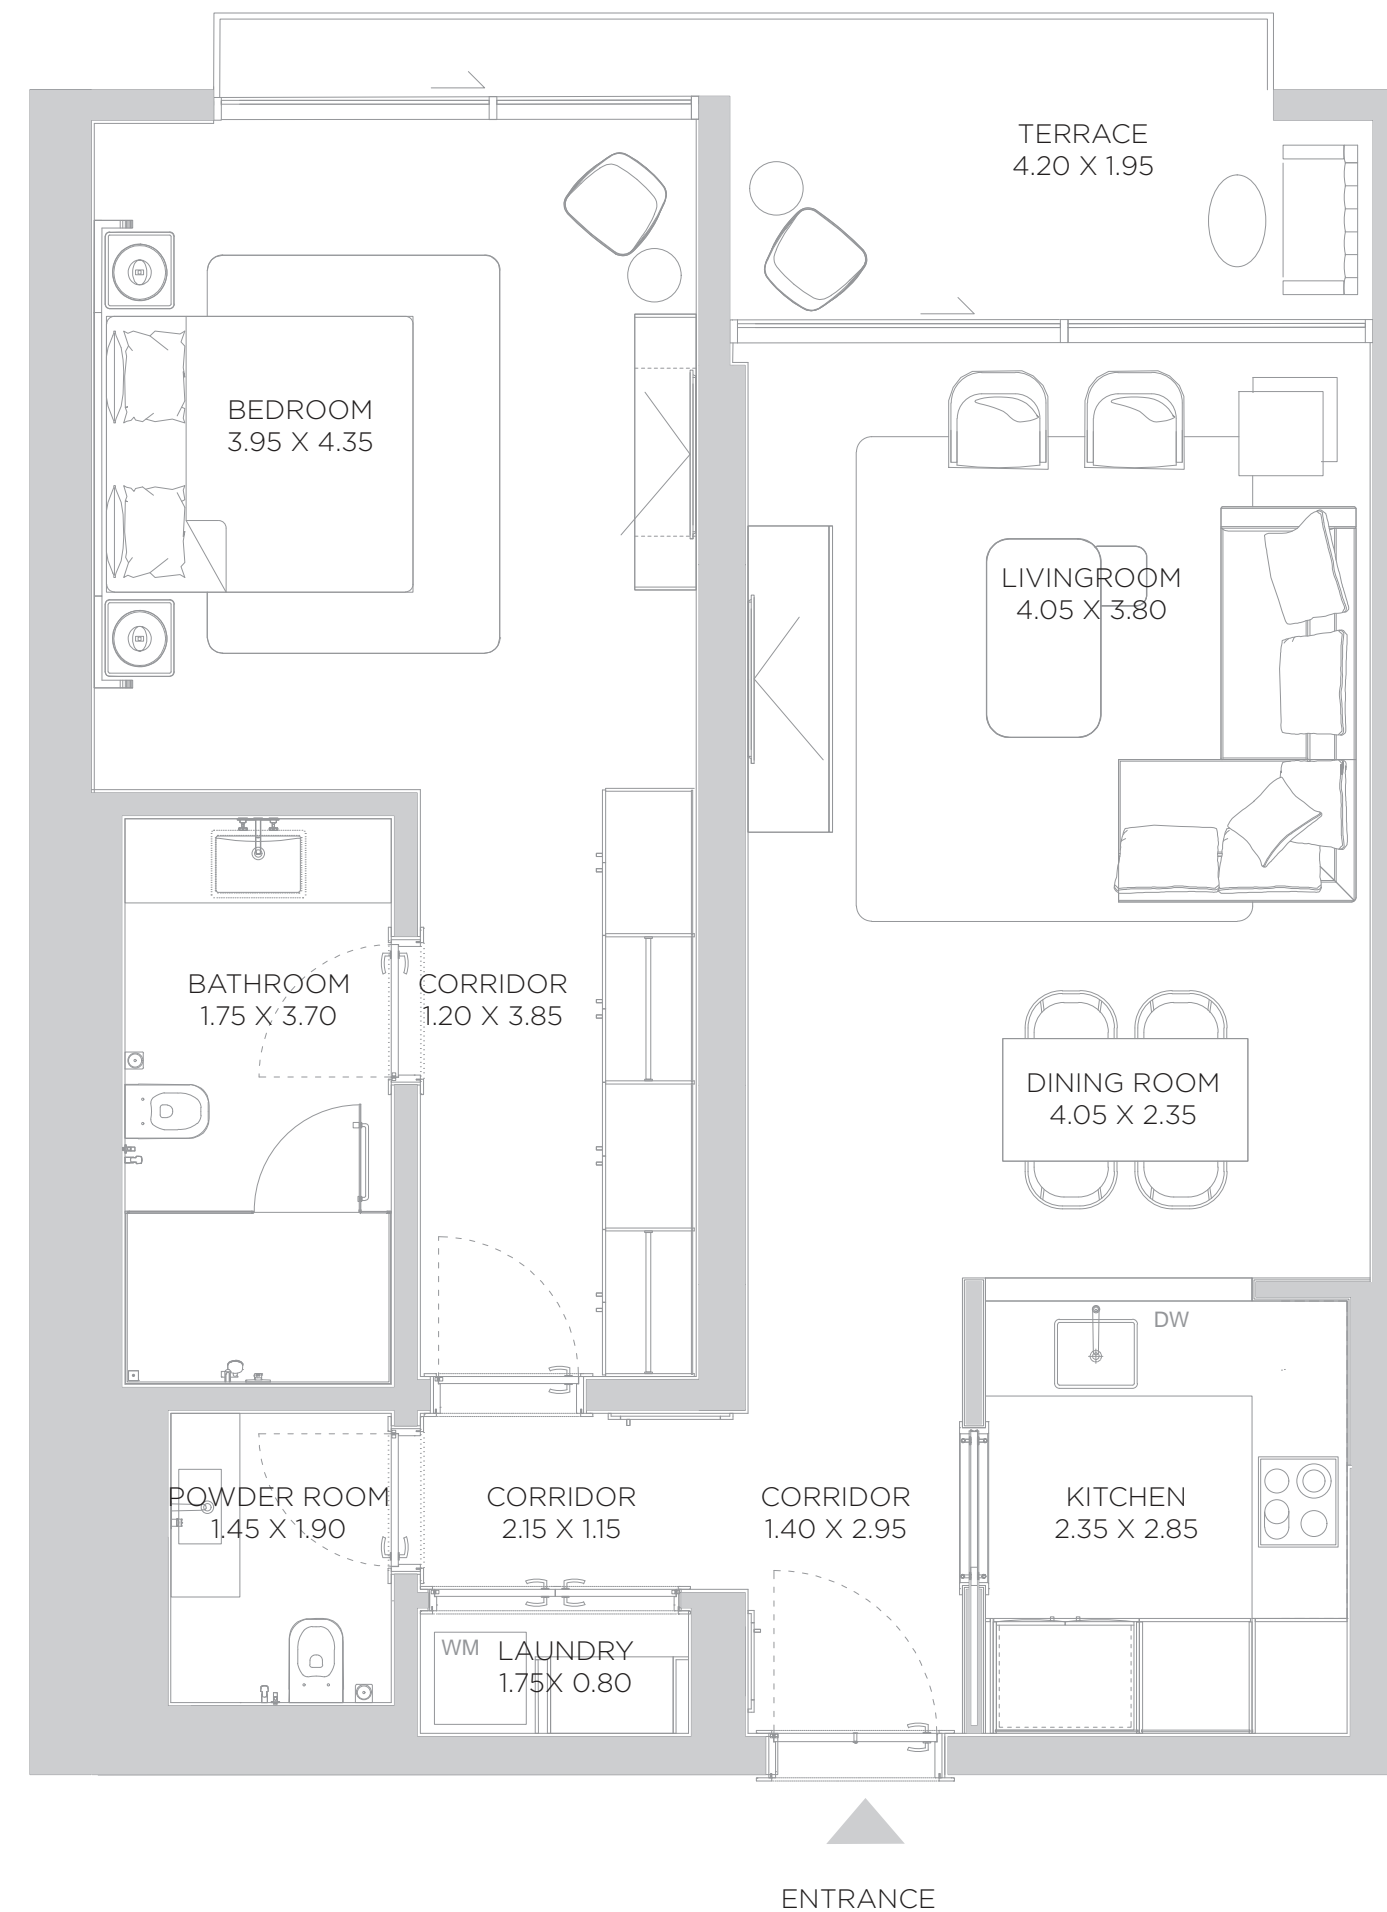 TERRACE
4.20 X 1.95
BEDROOM
3.95 X 4.35
LIVINGROOM
4.05 X 3.80
BATHROOM
1.75 X 3.70
CORRIDOR
1.20 X 3.85
DINING ROOM
4.05 X 2.35
DW
POWDER ROOM
1.45 X 1.90
CORRIDOR
2.15 X 1.15
CORRIDOR
1.40 X 2.95
KITCHEN
2.35 X 2.85
WM
LAUNDRY
1.75X 0.80
ENTRANCE